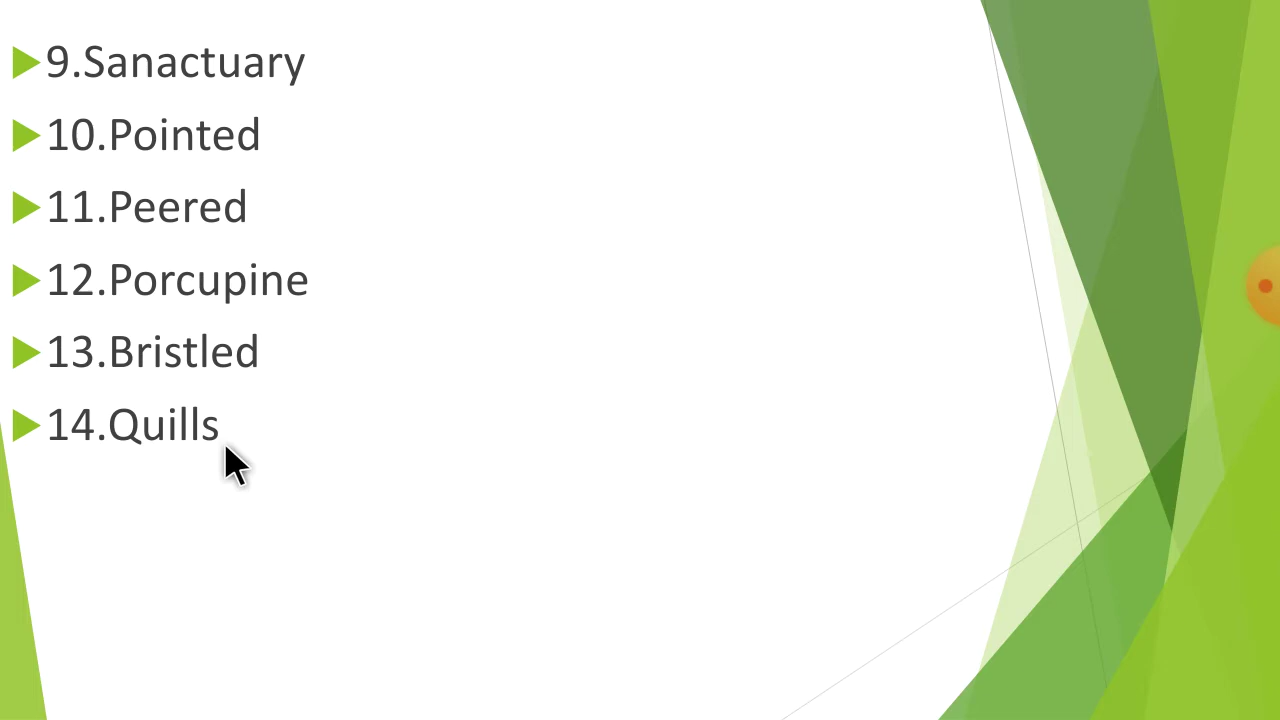 9.Sanactuary
10.Pointed
11.Peered
12.Porcupine
13.Bristled
14.Quills